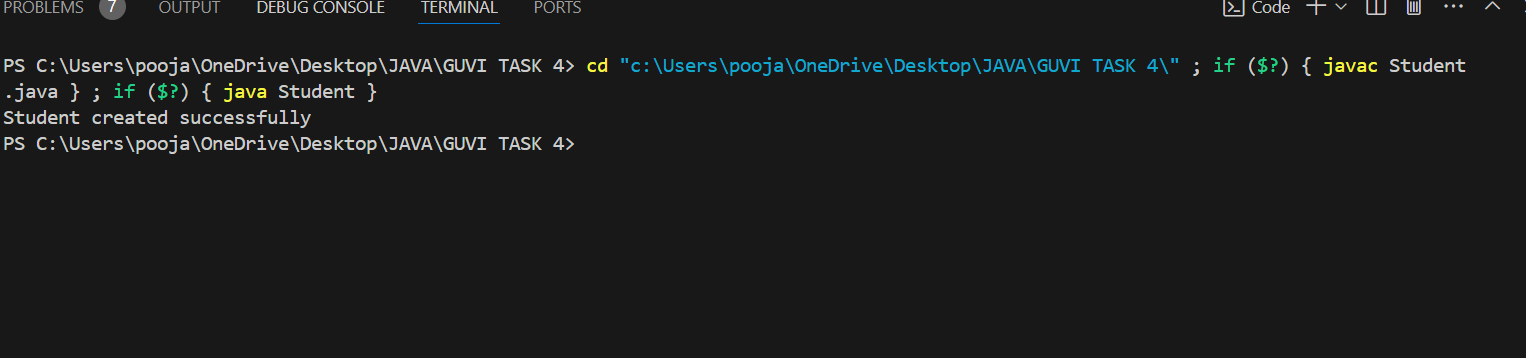 PROBLEMS 7 OUTPUT DEBUG CONSOLE TERMINAL PORTS Code
PS C:\Users\pooja\OneDrive\Desktop\JAVA\GUVI TASK 4> cd "c:\Users\pooja\OneDrive\Desktop\JAVA\GUVI TASK 4\" ; if ($?) { javac Student
.java } ; if ($?) { java Student }
Student created successfully
PS C:\Users\pooja\OneDrive\Desktop\JAVA\GUVI TASK 4>